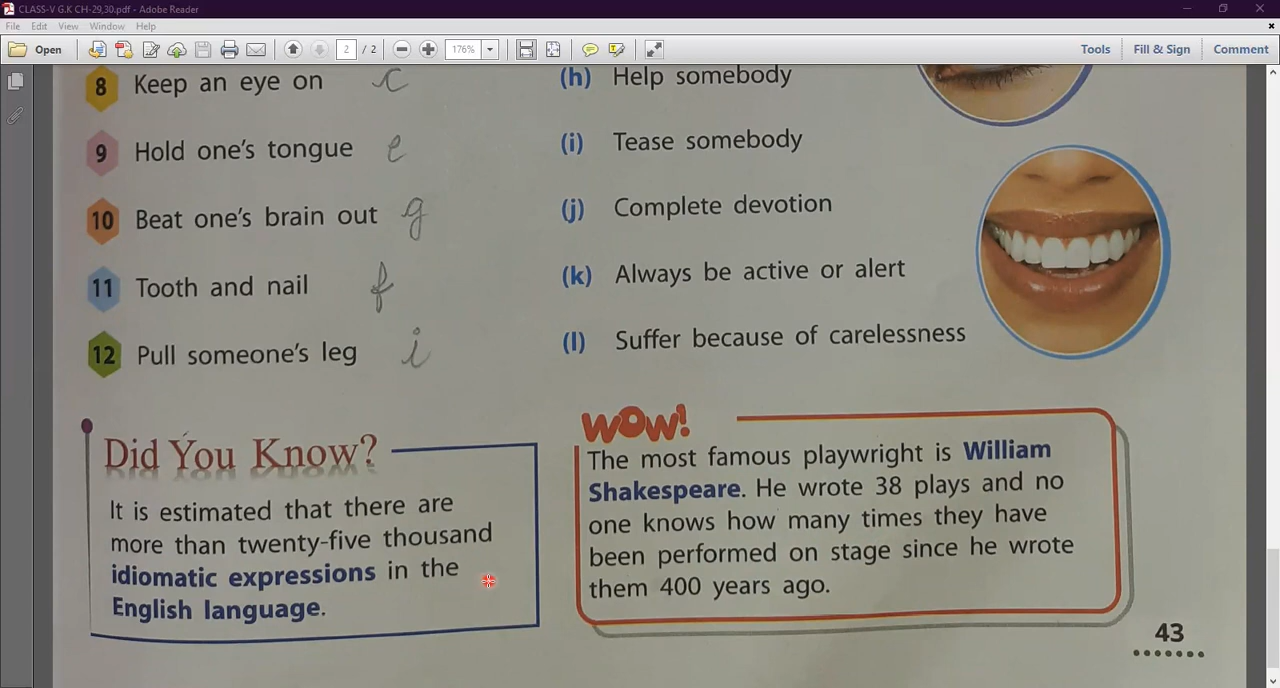 CLASS-V G.K CH-29,30.pdf - Adobe Reader
File Edit View Window Help
Open 2 / 2 176% Tools Fill & Sign Comment
8 Keep an eye on c
9 Hold one's tongue e
10 Beat one's brain out g
11 Tooth and nail f
12 Pull someone's leg i
(h) Help somebody
(i) Tease somebody
(j) Complete devotion
(k) Always be active or alert
(l) Suffer because of carelessness
Did You Know?
It is estimated that there are
more than twenty-five thousand
idiomatic expressions in the
English language.
WOW!
The most famous playwright is William
Shakespeare. He wrote 38 plays and no
one knows how many times they have
been performed on stage since he wrote
them 400 years ago.
43